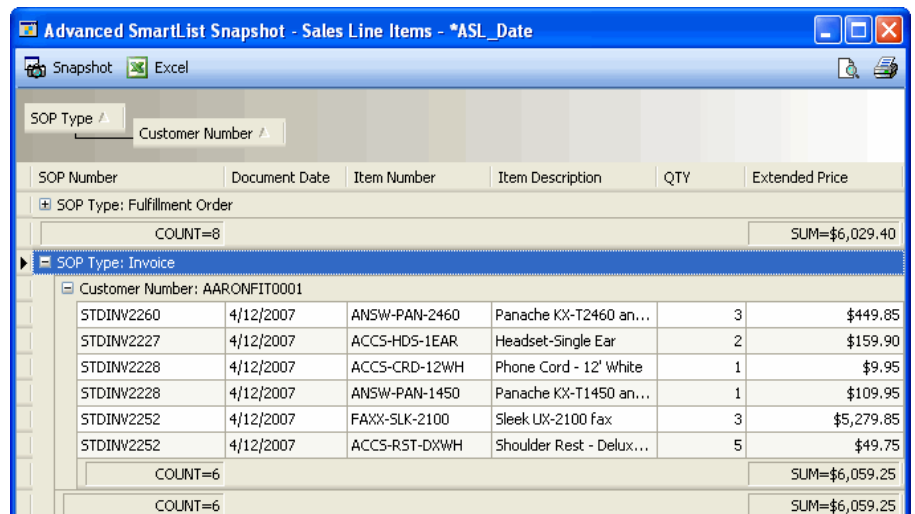 Advanced SmartList Snapshot - Sales Line Items - *ASL_Date
Snapshot Excel
SOP Type
Customer Number
SOP Number Document Date Item Number Item Description QTY Extended Price
SOP Type: Fulfillment Order
COUNT=8 SUM=$6,029.40
SOP Type: Invoice
Customer Number: AARONFIT0001
STDINV2260 4/12/2007 ANSW-PAN-2460 Panache KX-T2460 an... 3 $449.85
STDINV2227 4/12/2007 ACCS-HDS-1EAR Headset-Single Ear 2 $159.90
STDINV2228 4/12/2007 ACCS-CRD-12WH Phone Cord - 12' White 1 $9.95
STDINV2228 4/12/2007 ANSW-PAN-1450 Panache KX-T1450 an... 1 $109.95
STDINV2252 4/12/2007 FAXX-SLK-2100 Sleek UX-2100 fax 3 $5,279.85
STDINV2252 4/12/2007 ACCS-RST-DXWH Shoulder Rest - Delux... 5 $49.75
COUNT=6 SUM=$6,059.25
COUNT=6 SUM=$6,059.25